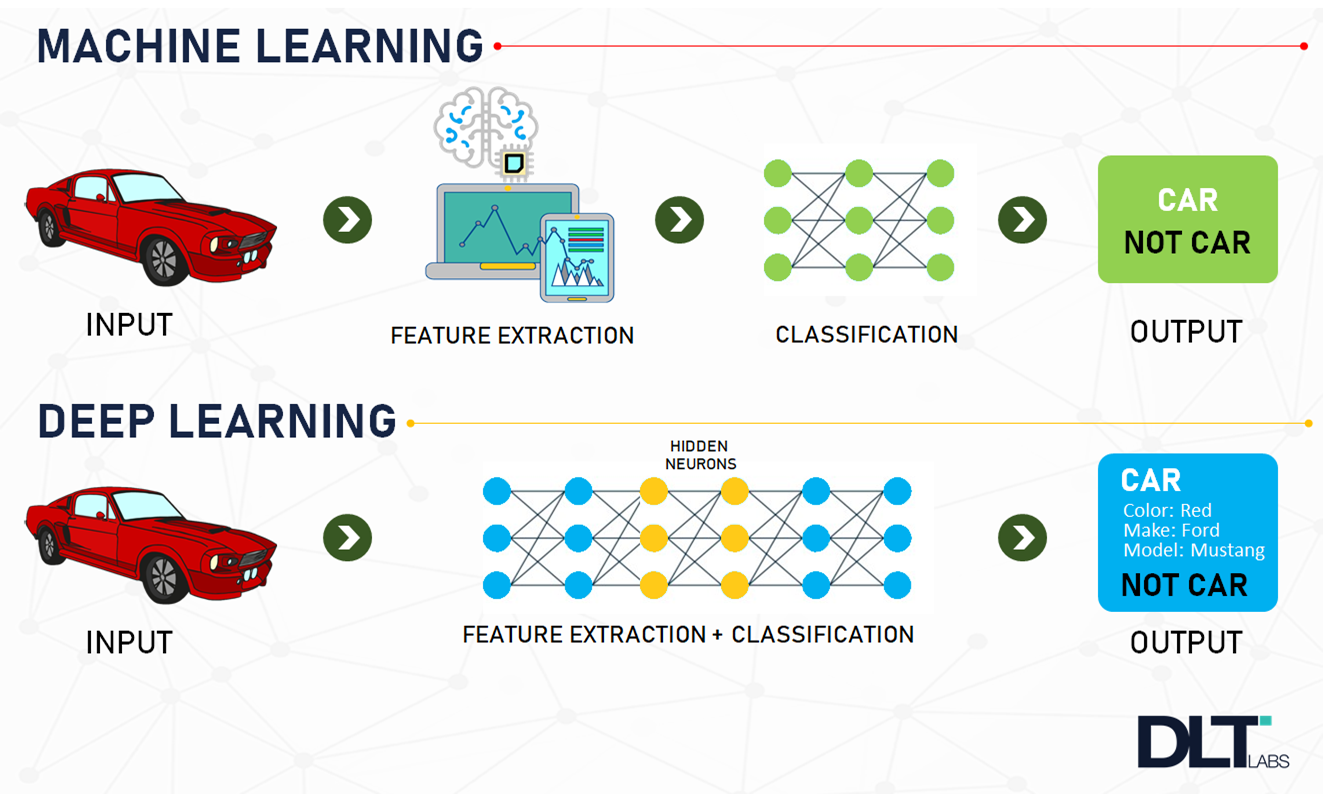 MACHINE LEARNING
INPUT
FEATURE EXTRACTION
CLASSIFICATION
CAR
NOT CAR
OUTPUT
DEEP LEARNING
INPUT
HIDDEN
NEURONS
FEATURE EXTRACTION + CLASSIFICATION
CAR
Color: Red
Make: Ford
Model: Mustang
NOT CAR
OUTPUT
DLT LABS